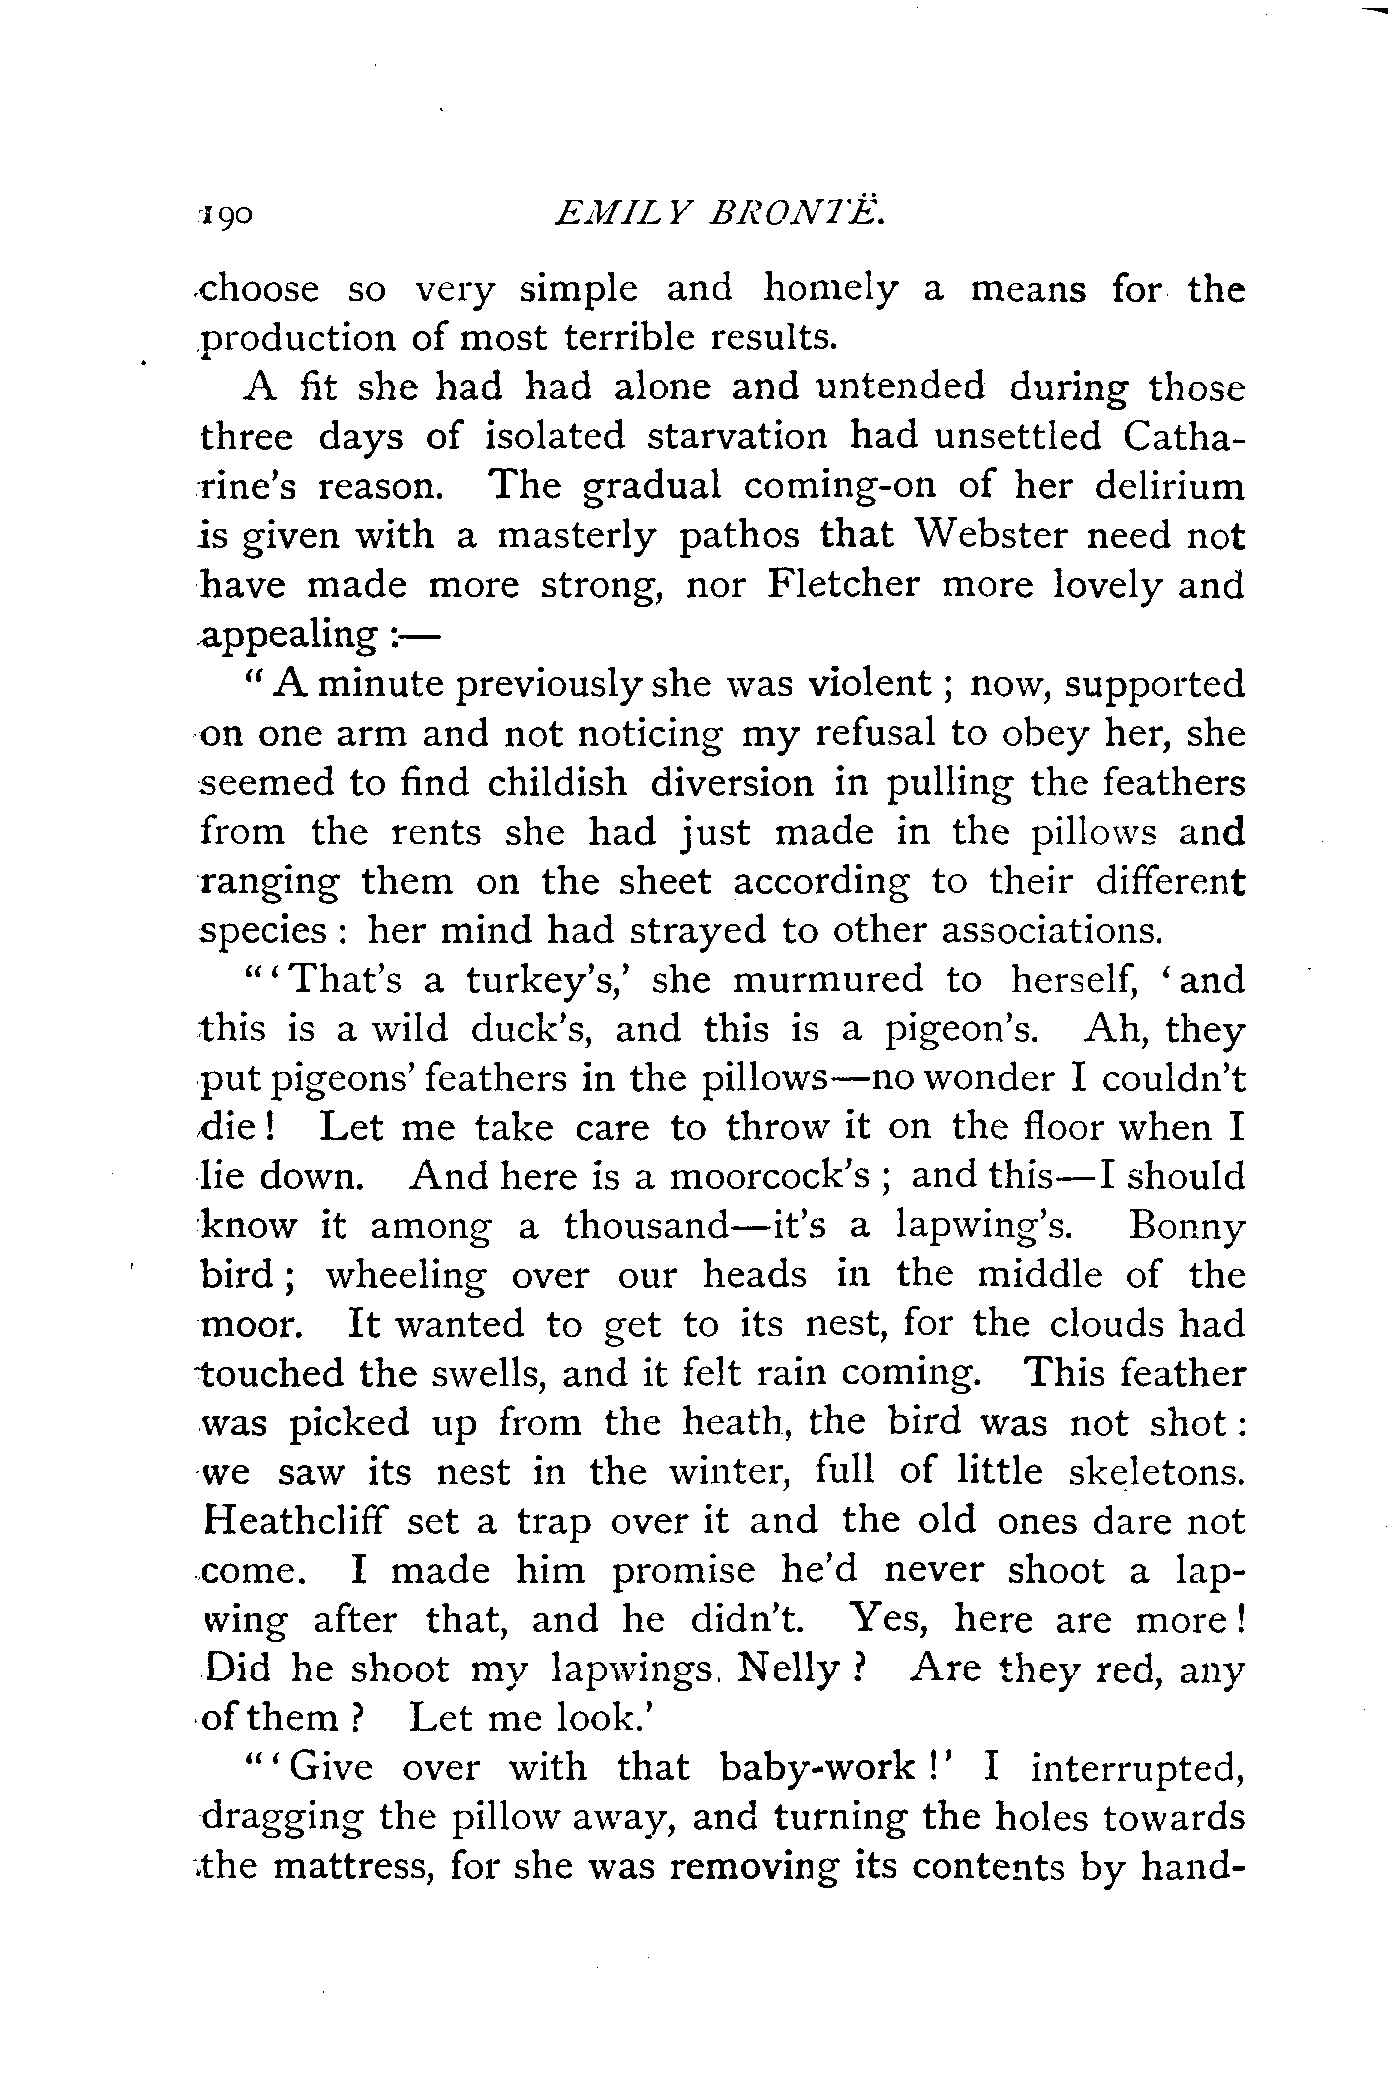 190 EMILY BRONTË.
choose so very simple and homely a means for the
production of most terrible results.
A fit she had had alone and untended during those
three days of isolated starvation had unsettled Catha-
rine's reason. The gradual coming-on of her delirium
is given with a masterly pathos that Webster need not
have made more strong, nor Fletcher more lovely and
appealing :—
" A minute previously she was violent ; now, supported
on one arm and not noticing my refusal to obey her, she
seemed to find childish diversion in pulling the feathers
from the rents she had just made in the pillows and
ranging them on the sheet according to their different
species : her mind had strayed to other associations.
" ' That's a turkey's,' she murmured to herself, ' and
this is a wild duck's, and this is a pigeon's. Ah, they
put pigeons' feathers in the pillows—no wonder I couldn't
die ! Let me take care to throw it on the floor when I
lie down. And here is a moorcock's ; and this—I should
know it among a thousand—it's a lapwing's. Bonny
bird ; wheeling over our heads in the middle of the
moor. It wanted to get to its nest, for the clouds had
touched the swells, and it felt rain coming. This feather
was picked up from the heath, the bird was not shot :
we saw its nest in the winter, full of little skeletons.
Heathcliff set a trap over it and the old ones dare not
come. I made him promise he'd never shoot a lap-
wing after that, and he didn't. Yes, here are more !
Did he shoot my lapwings, Nelly ? Are they red, any
of them ? Let me look.'
" ' Give over with that baby-work !' I interrupted,
dragging the pillow away, and turning the holes towards
the mattress, for she was removing its contents by hand-